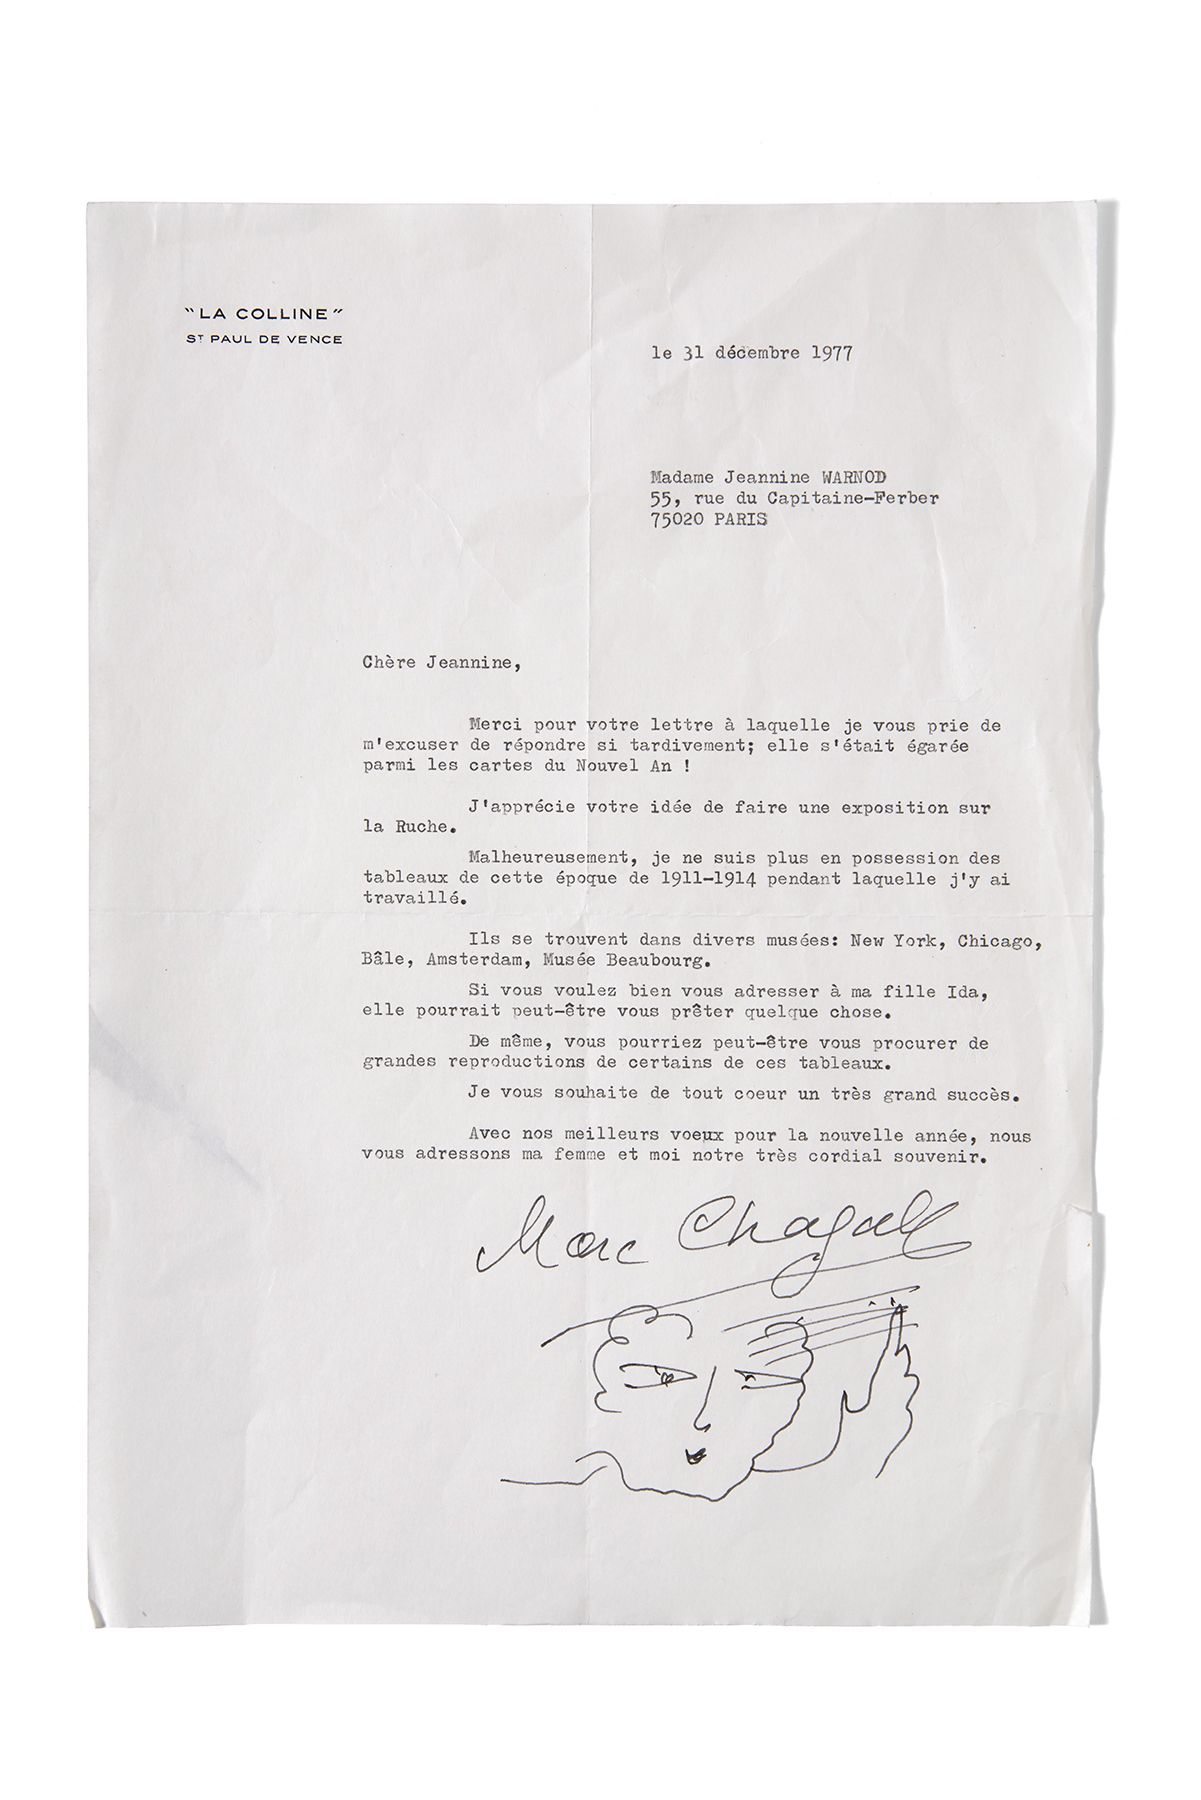 "LA COLLINE"
ST PAUL DE VENCE
le 31 décembre 1977
Madame Jeannine WARNOD
55, rue du Capitaine-Ferber
75020 PARIS
Chère Jeannine,
Merci pour votre lettre à laquelle je vous prie de
m'excuser de répondre si tardivement; elle s'était égarée
parmi les cartes du Nouvel An !
J'apprécie votre idée de faire une exposition sur
la Ruche.
Malheureusement, je ne suis plus en possession des
tableaux de cette époque de 1911-1914 pendant laquelle j'y ai
travaillé.
Ils se trouvent dans divers musées: New York, Chicago,
Bâle, Amsterdam, Musée Beaubourg.
Si vous voulez bien vous adresser à ma fille Ida,
elle pourrait peut-être vous prêter quelque chose.
De même, vous pourriez peut-être vous procurer de
grandes reproductions de certains de ces tableaux.
Je vous souhaite de tout coeur un très grand succès.
Avec nos meilleurs voeux pour la nouvelle année, nous
vous adressons ma femme et moi notre très cordial souvenir.
Marc Chagall